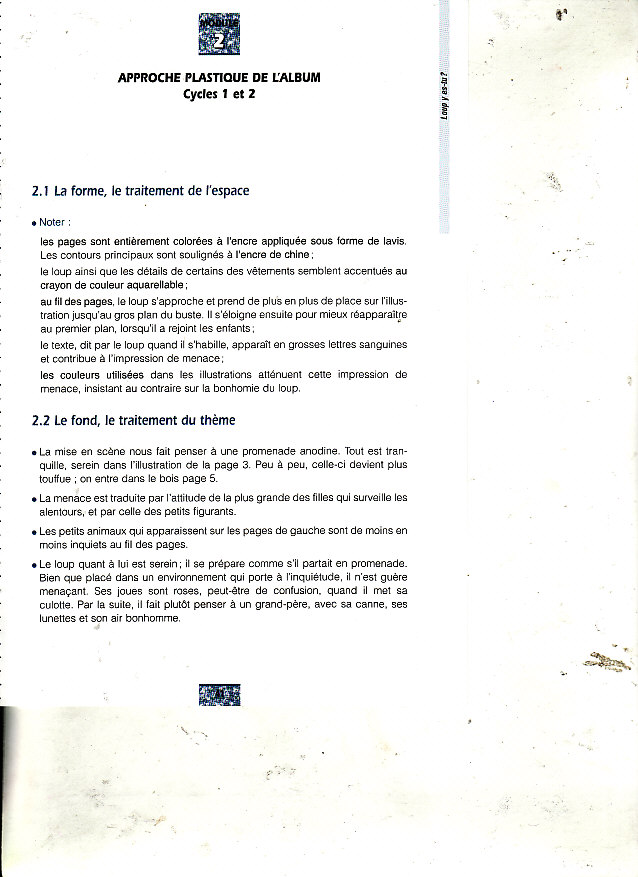 MODULE
2
APPROCHE PLASTIQUE DE L'ALBUM
Cycles 1 et 2
Loup y es-tu ?
2.1 La forme, le traitement de l'espace
• Noter :
les pages sont entièrement colorées à l'encre appliquée sous forme de lavis.
Les contours principaux sont soulignés à l'encre de chine ;
le loup ainsi que les détails de certains des vêtements semblent accentués au
crayon de couleur aquarellable ;
au fil des pages, le loup s'approche et prend de plus en plus de place sur l'illus-
tration jusqu'au gros plan du buste. Il s'éloigne ensuite pour mieux réapparaître
au premier plan, lorsqu'il a rejoint les enfants ;
le texte, dit par le loup quand il s'habille, apparaît en grosses lettres sanguines
et contribue à l'impression de menace ;
les couleurs utilisées dans les illustrations atténuent cette impression de
menace, insistant au contraire sur la bonhomie du loup.
2.2 Le fond, le traitement du thème
• La mise en scène nous fait penser à une promenade anodine. Tout est tran-
quille, serein dans l'illustration de la page 3. Peu à peu, celle-ci devient plus
touffue ; on entre dans le bois page 5.
• La menace est traduite par l'attitude de la plus grande des filles qui surveille les
alentours, et par celle des petits figurants.
• Les petits animaux qui apparaissent sur les pages de gauche sont de moins en
moins inquiets au fil des pages.
• Le loup quant à lui est serein ; il se prépare comme s'il partait en promenade.
Bien que placé dans un environnement qui porte à l'inquiétude, il n'est guère
menaçant. Ses joues sont roses, peut-être de confusion, quand il met sa
culotte. Par la suite, il fait plutôt penser à un grand-père, avec sa canne, ses
lunettes et son air bonhomme.